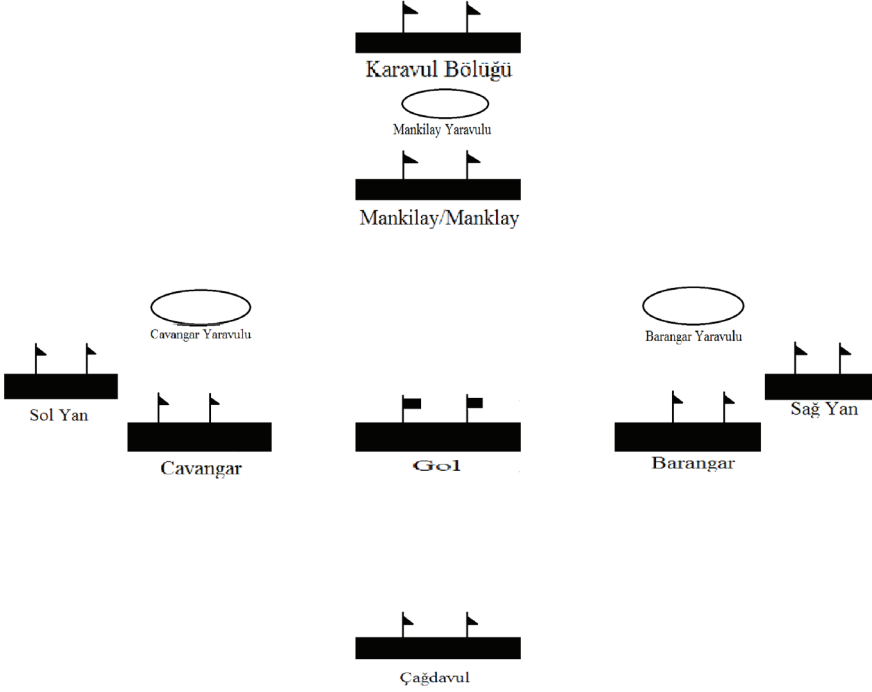 Karavul Bölüğü
Mankilay Yaravulu
Mankilay/Manklay
Cavangar Yaravulu
Barangar Yaravulu
Sol Yan
Sağ Yan
Cavangar
Gol
Barangar
Çağdavul